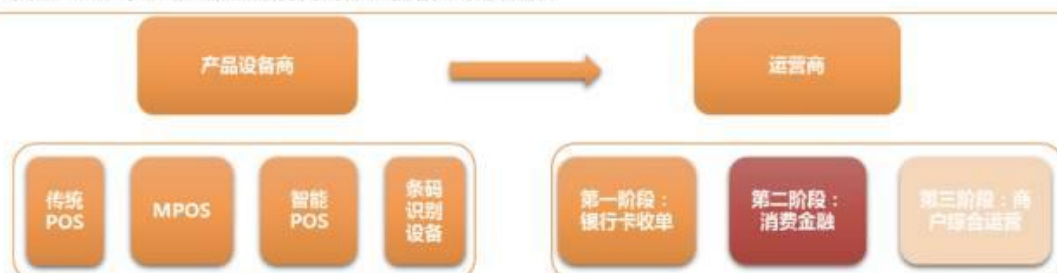 产品设备商
运营商
传统
POS
MPOS
智能
POS
条码
识别
设备
第一阶段：
银行卡收单
第二阶段：
消费金融
第三阶段：商
户综合运营